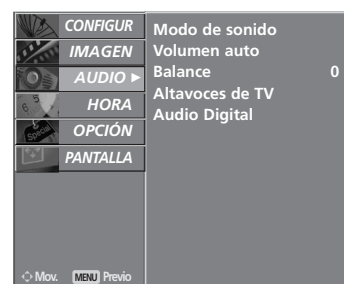 CONFIGUR
IMAGEN
AUDIO ►
HORA
OPCIÓN
PANTALLA
Modo de sonido
Volumen auto
Balance 0
Altavoces de TV
Audio Digital
Mov. MENU Previo